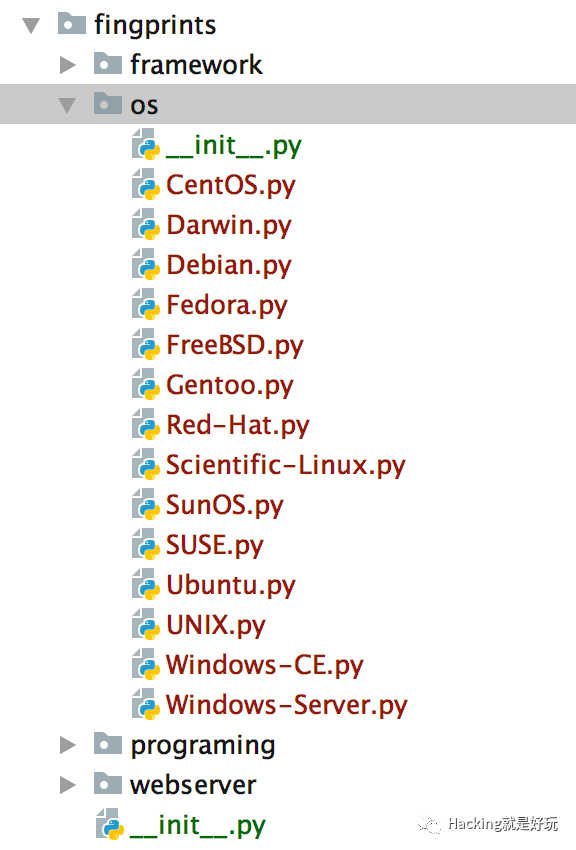 fingprints
framework
os
__init__.py
CentOS.py
Darwin.py
Debian.py
Fedora.py
FreeBSD.py
Gentoo.py
Red-Hat.py
Scientific-Linux.py
SunOS.py
SUSE.py
Ubuntu.py
UNIX.py
Windows-CE.py
Windows-Server.py
programing
webserver
__init__.py
Hacking就是好玩